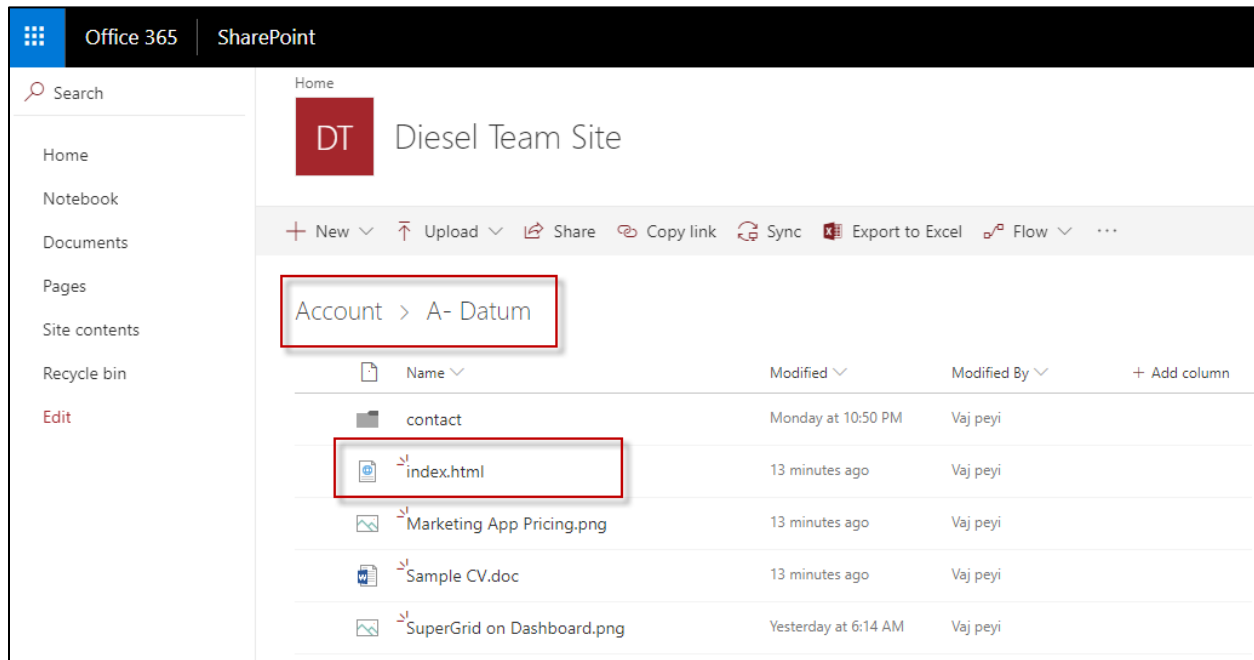 Office 365 SharePoint
Search
Home
Notebook
Documents
Pages
Site contents
Recycle bin
Edit
Home
DT Diesel Team Site
New Upload Share Copy link Sync Export to Excel Flow ...
Account > A- Datum
Name Modified Modified By + Add column
contact Monday at 10:50 PM Vaj peyi
index.html 13 minutes ago Vaj peyi
Marketing App Pricing.png 13 minutes ago Vaj peyi
Sample CV.doc 13 minutes ago Vaj peyi
SuperGrid on Dashboard.png Yesterday at 6:14 AM Vaj peyi